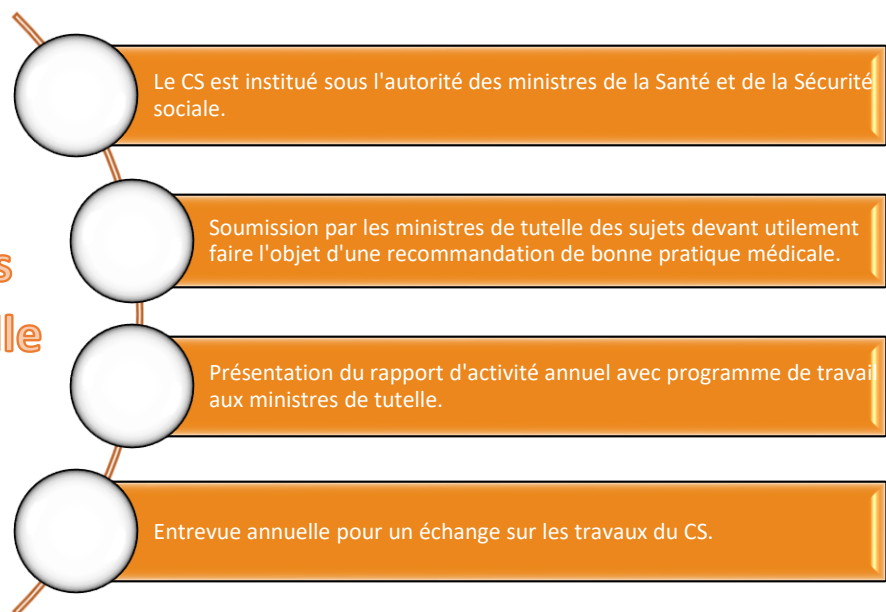 Le CS est institué sous l'autorité des ministres de la Santé et de la Sécurité
sociale.
Soumission par les ministres de tutelle des sujets devant utilement
faire l'objet d'une recommandation de bonne pratique médicale.
Présentation du rapport d'activité annuel avec programme de travail
aux ministres de tutelle.
Entrevue annuelle pour un échange sur les travaux du CS.